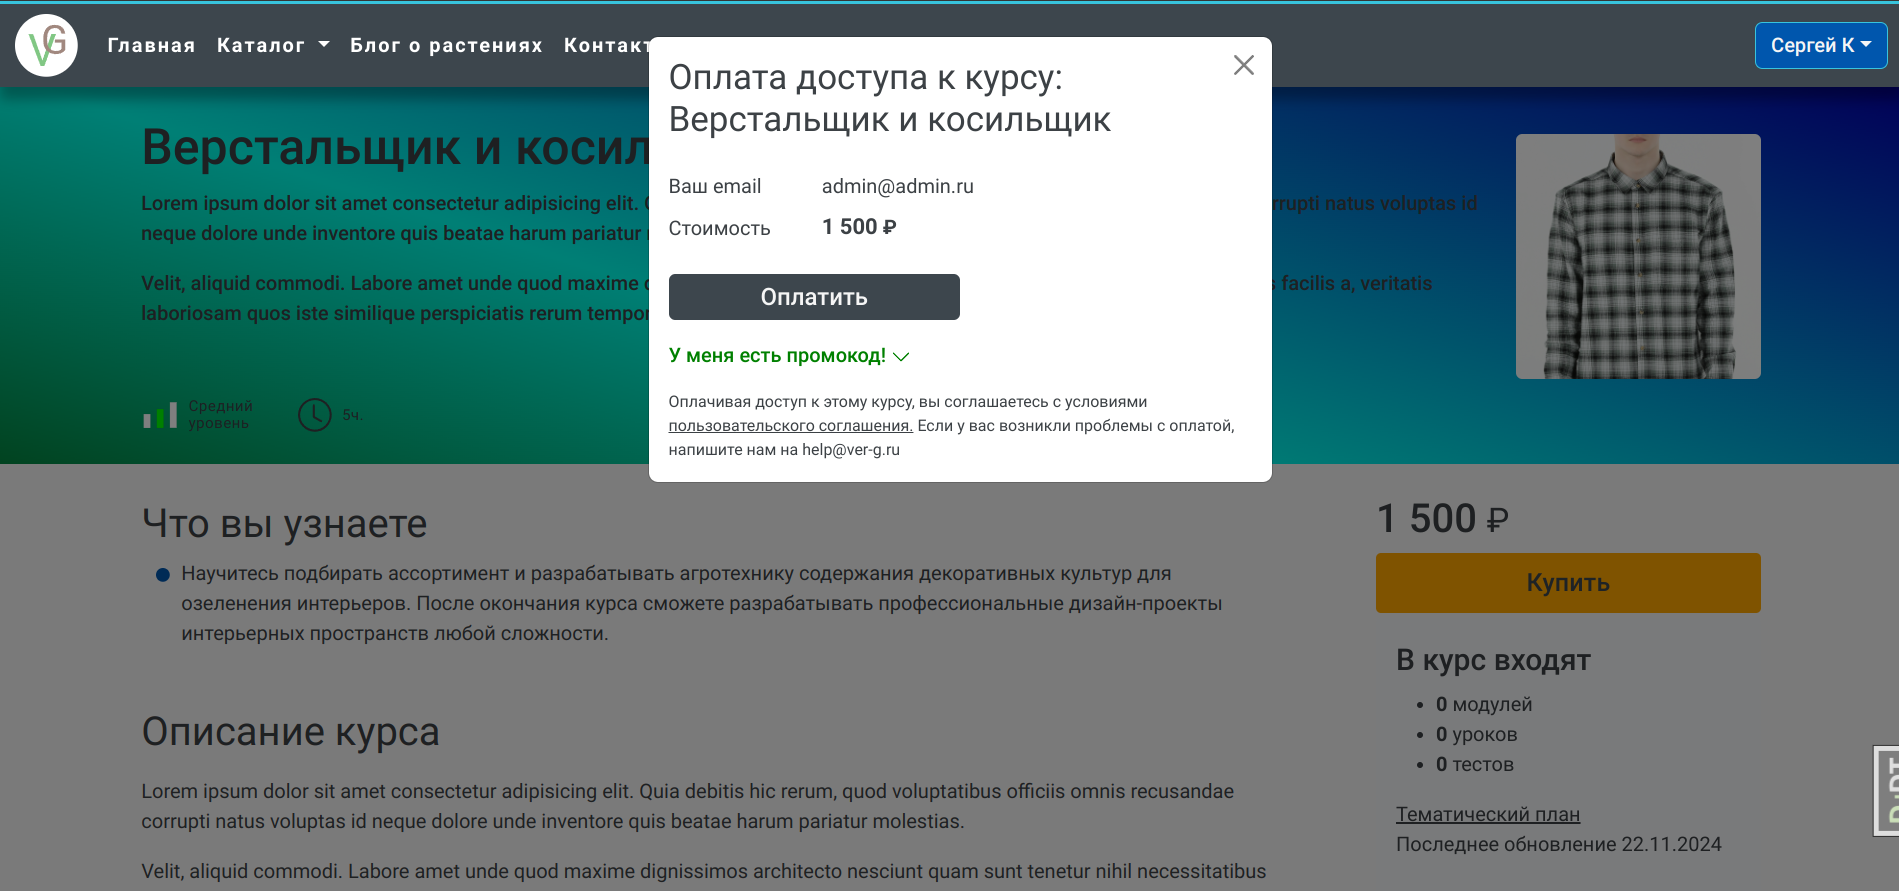 VG
Главная Каталог Блог о растениях Контакт
Сергей К
Оплата доступа к курсу:
Верстальщик и косильщик
Ваш email admin@admin.ru
Стоимость 1 500 ₽
Оплатить
У меня есть промокод!
Оплачивая доступ к этому курсу, вы соглашаетесь с условиями
пользовательского соглашения. Если у вас возникли проблемы с оплатой,
напишите нам на help@ver-g.ru
Верстальщик и косил
Lorem ipsum dolor sit amet consectetur adipisicing elit. rrupti natus voluptas id
neque dolore unde inventore quis beatae harum pariatur
Velit, aliquid commodi. Labore amet unde quod maxime facilis a, veritatis
laboriosam quos iste similique perspiciatis rerum tempor
Средний
уровень
5ч.
Что вы узнаете
Научитесь подбирать ассортимент и разрабатывать агротехнику содержания декоративных культур для
озеленения интерьеров. После окончания курса сможете разрабатывать профессиональные дизайн-проекты
интерьерных пространств любой сложности.
Описание курса
Lorem ipsum dolor sit amet consectetur adipisicing elit. Quia debitis hic rerum, quod voluptatibus officiis omnis recusandae
corrupti natus voluptas id neque dolore unde inventore quis beatae harum pariatur molestias.
Velit, aliquid commodi. Labore amet unde quod maxime dignissimos architecto nesciunt quam sunt tenetur nihil necessitatibus
1 500 ₽
Купить
В курс входят
0 модулей
0 уроков
0 тестов
Тематический план
Последнее обновление 22.11.2024
DjDT